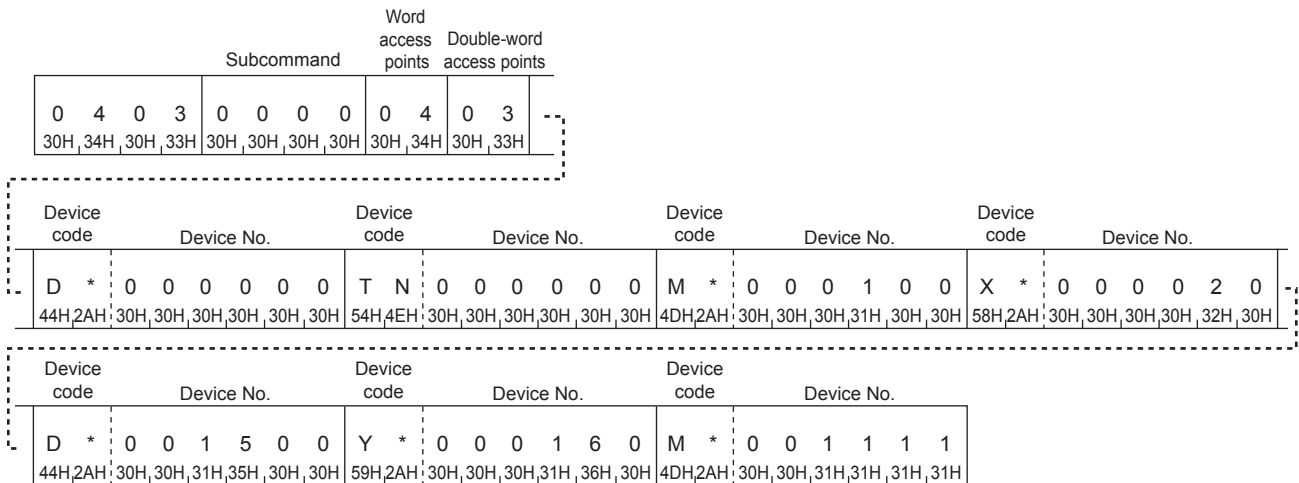 Word
access Double-word
Subcommand points access points
0 4 0 3 0 0 0 0 0 4 0 3
30H 34H 30H 33H 30H 30H 30H 30H 30H 34H 30H 33H
Device Device Device Device
code Device No. code Device No. code Device No. code Device No.
D * 0 0 0 0 0 0 T N 0 0 0 0 0 0 M * 0 0 0 1 0 0 X * 0 0 0 0 2 0
44H 2AH 30H 30H 30H 30H 30H 30H 54H 4EH 30H 30H 30H 30H 30H 30H 4DH 2AH 30H 30H 30H 31H 30H 30H 58H 2AH 30H 30H 30H 30H 32H 30H
Device Device Device
code Device No. code Device No. code Device No.
D * 0 0 1 5 0 0 Y * 0 0 0 1 6 0 M * 0 0 1 1 1 1
44H 2AH 30H 30H 31H 35H 30H 30H 59H 2AH 30H 30H 30H 31H 36H 30H 4DH 2AH 30H 30H 31H 31H 31H 31H